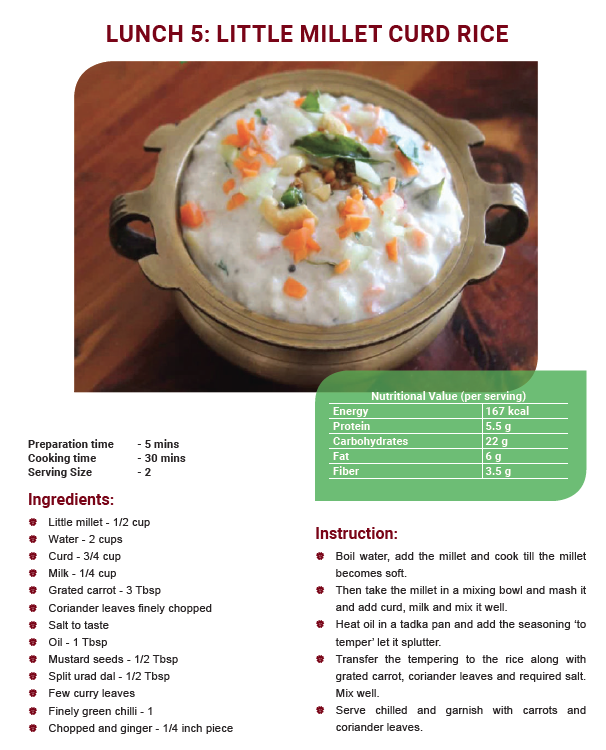 LUNCH 5: LITTLE MILLET CURD RICE
Nutritional Value (per serving)
Energy 167 kcal
Protein 5.5 g
Carbohydrates 22 g
Fat 6 g
Fiber 3.5 g
Preparation time - 5 mins
Cooking time - 30 mins
Serving Size - 2
Ingredients:
Little millet - 1/2 cup
Water - 2 cups
Curd - 3/4 cup
Milk - 1/4 cup
Grated carrot - 3 Tbsp
Coriander leaves finely chopped
Salt to taste
Oil - 1 Tbsp
Mustard seeds - 1/2 Tbsp
Split urad dal - 1/2 Tbsp
Few curry leaves
Finely green chilli - 1
Chopped and ginger - 1/4 inch piece
Instruction:
Boil water, add the millet and cook till the millet
becomes soft.
Then take the millet in a mixing bowl and mash it
and add curd, milk and mix it well.
Heat oil in a tadka pan and add the seasoning ‘to
temper’ let it splutter.
Transfer the tempering to the rice along with
grated carrot, coriander leaves and required salt.
Mix well.
Serve chilled and garnish with carrots and
coriander leaves.